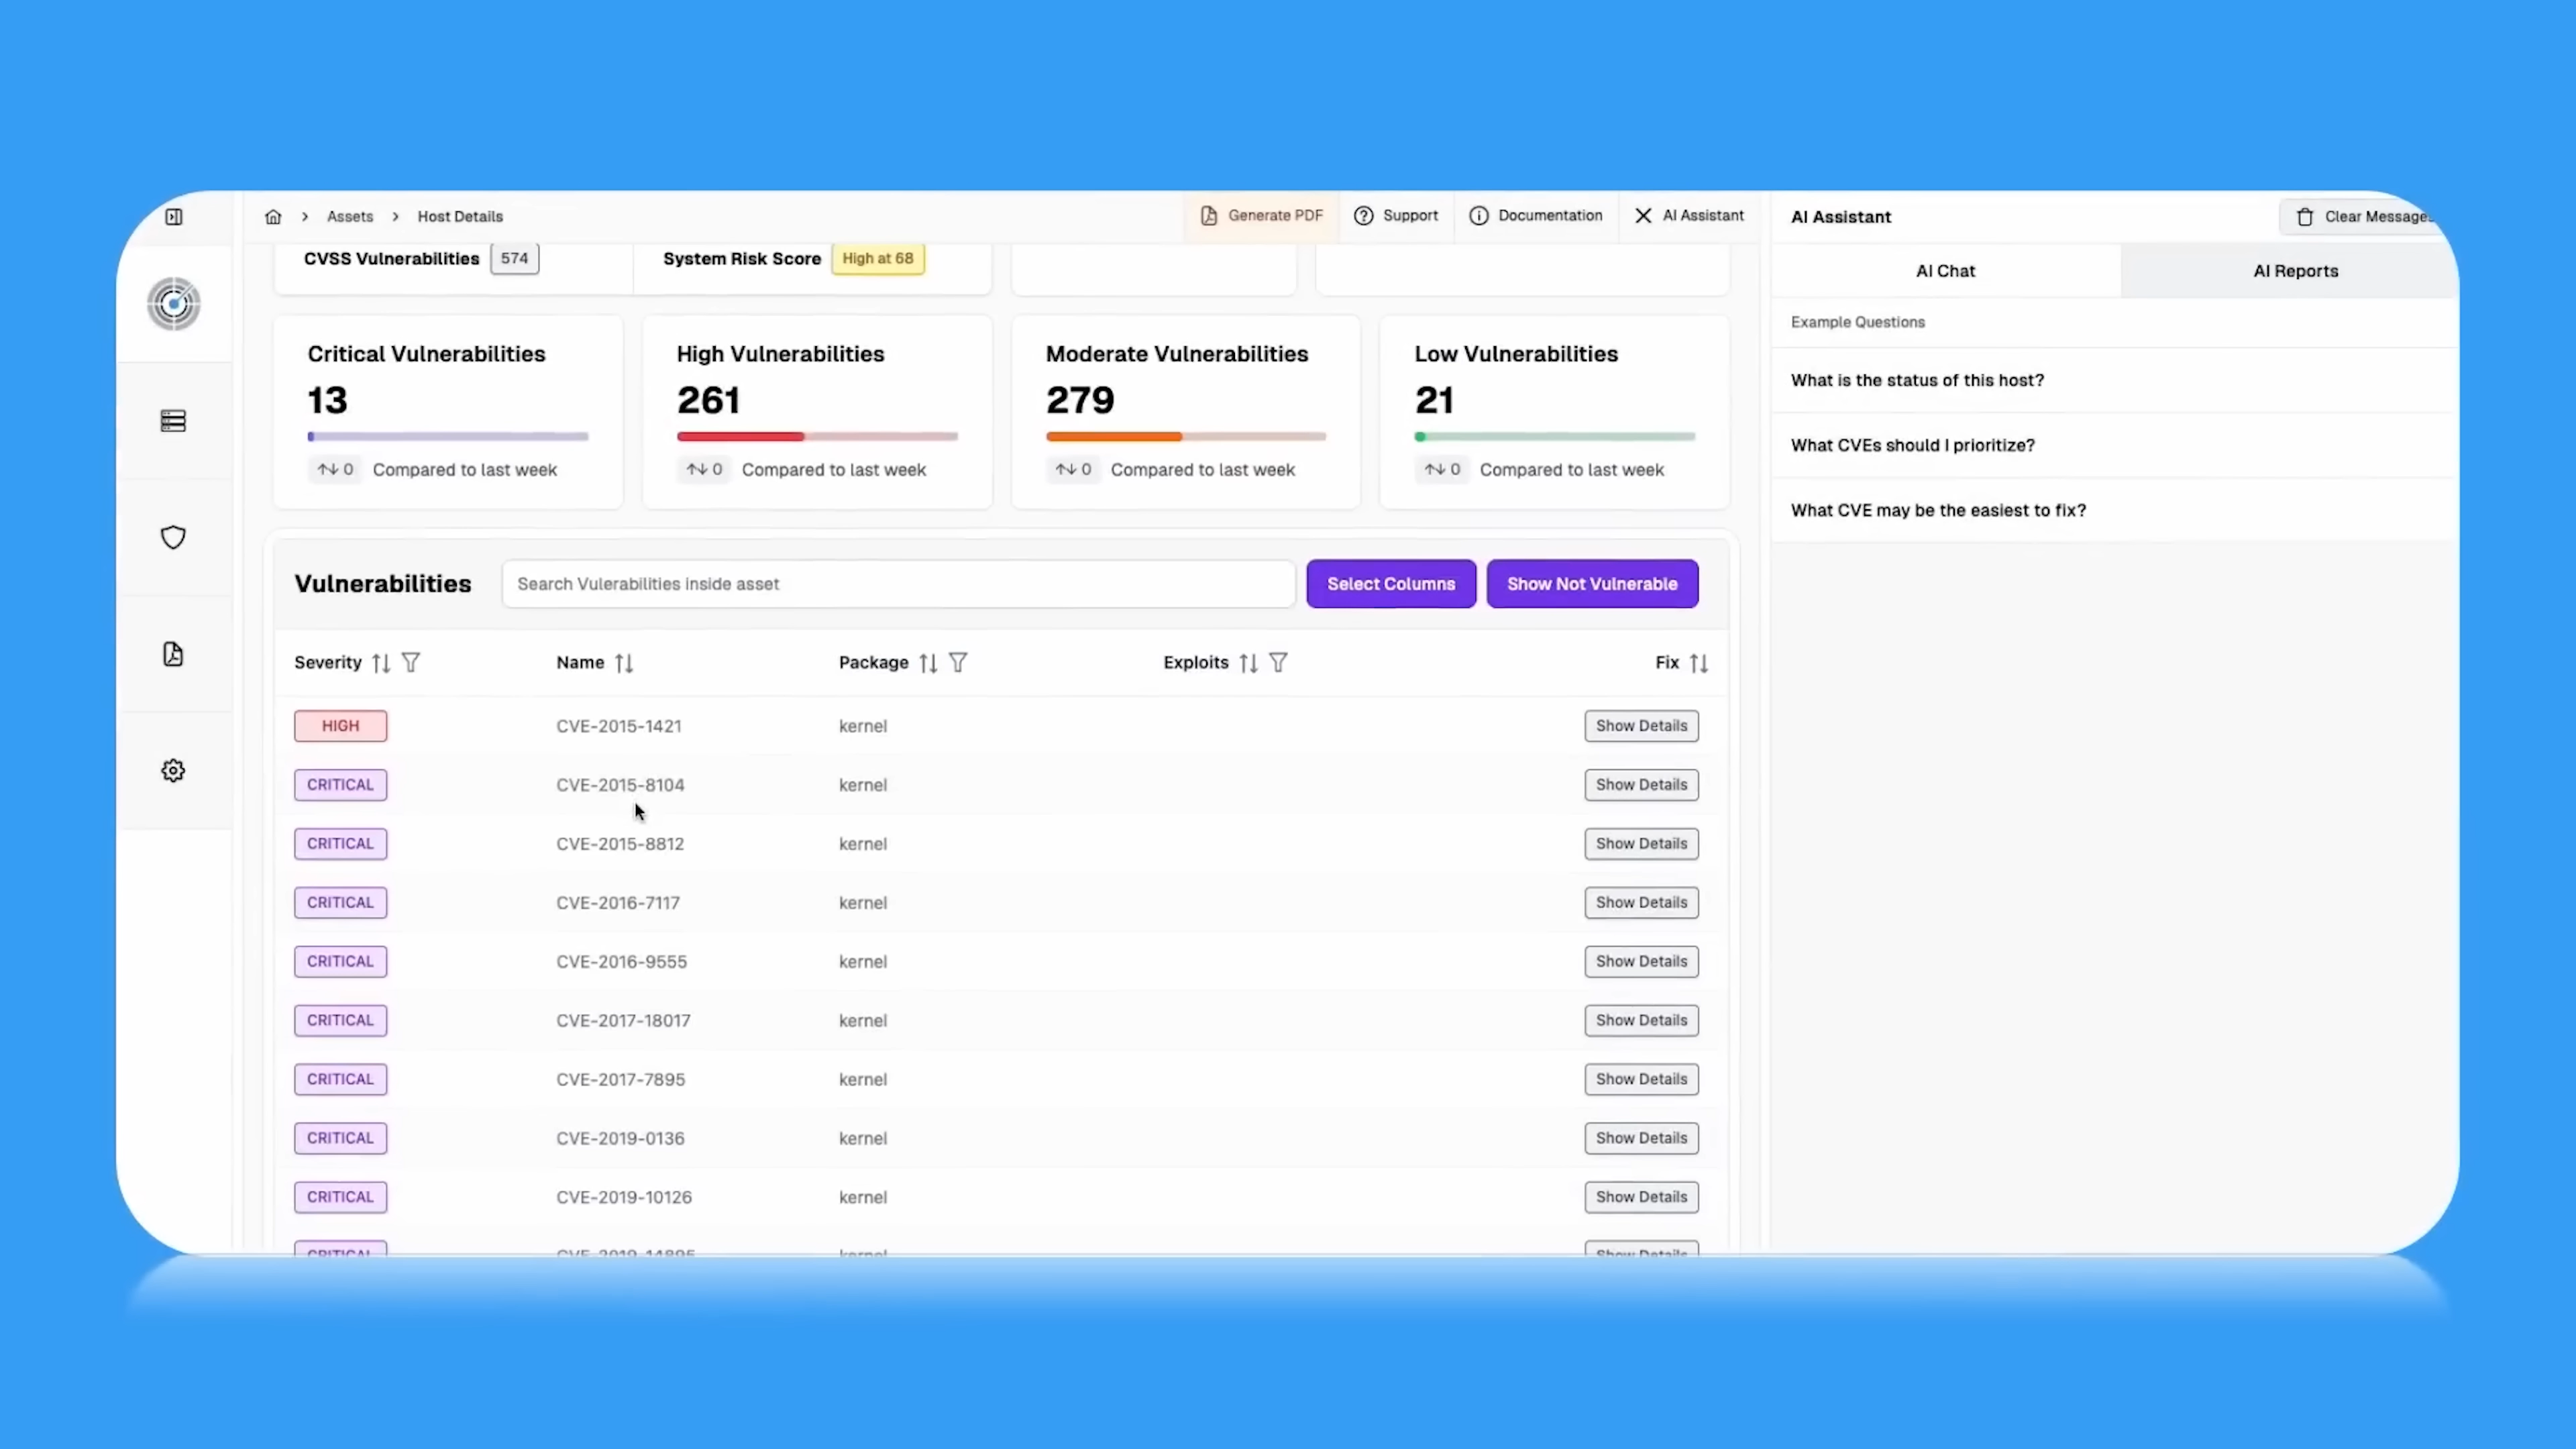 Assets
Host Details
Generate PDF
Support
Documentation
AI Assistant
AI Assistant
Clear Messages
CVSS Vulnerabilities 574
System Risk Score High at 68
AI Chat
AI Reports
Example Questions
What is the status of this host?
What CVEs should I prioritize?
What CVE may be the easiest to fix?
Critical Vulnerabilities
13
0 Compared to last week
High Vulnerabilities
261
0 Compared to last week
Moderate Vulnerabilities
279
0 Compared to last week
Low Vulnerabilities
21
0 Compared to last week
Vulnerabilities
Search Vulerabilities inside asset
Select Columns
Show Not Vulnerable
Severity Name Package Exploits Fix
HIGH CVE-2015-1421 kernel Show Details
CRITICAL CVE-2015-8104 kernel Show Details
CRITICAL CVE-2015-8812 kernel Show Details
CRITICAL CVE-2016-7117 kernel Show Details
CRITICAL CVE-2016-9555 kernel Show Details
CRITICAL CVE-2017-18017 kernel Show Details
CRITICAL CVE-2017-7895 kernel Show Details
CRITICAL CVE-2019-0136 kernel Show Details
CRITICAL CVE-2019-10126 kernel Show Details
CRITICAL kernel Show Details